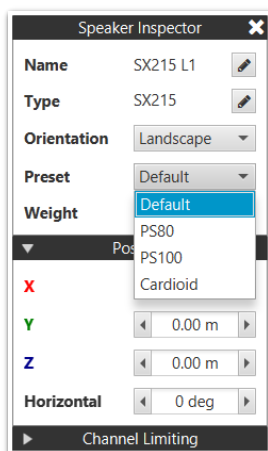 Speaker Inspector
Name SX215 L1
Type SX215
Orientation Landscape
Preset Default
Default
Weight
PS80
PS100
Cardioid
X
Y 0.00 m
Z 0.00 m
Horizontal 0 deg
Channel Limiting